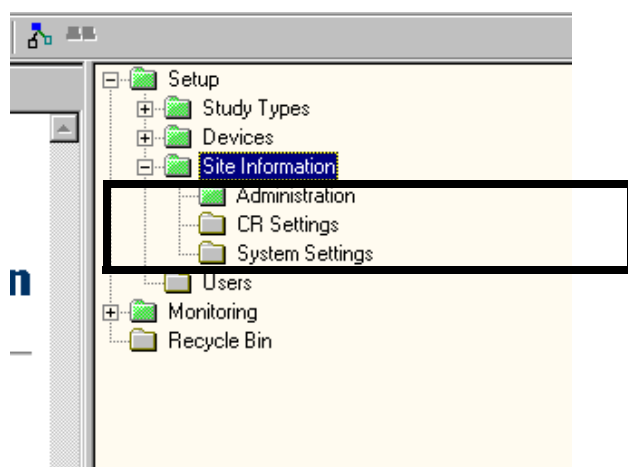 Setup
Study Types
Devices
Site Information
Administration
CR Settings
System Settings
n
Users
Monitoring
Recycle Bin